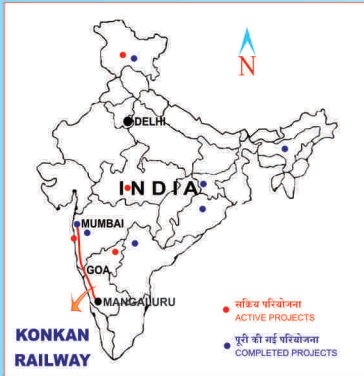 N
DELHI
INDIA
MUMBAI
GOA
MANGALURU
सक्रिय परियोजना
ACTIVE PROJECTS
पूरी की गई परियोजना
COMPLETED PROJECTS
KONKAN
RAILWAY